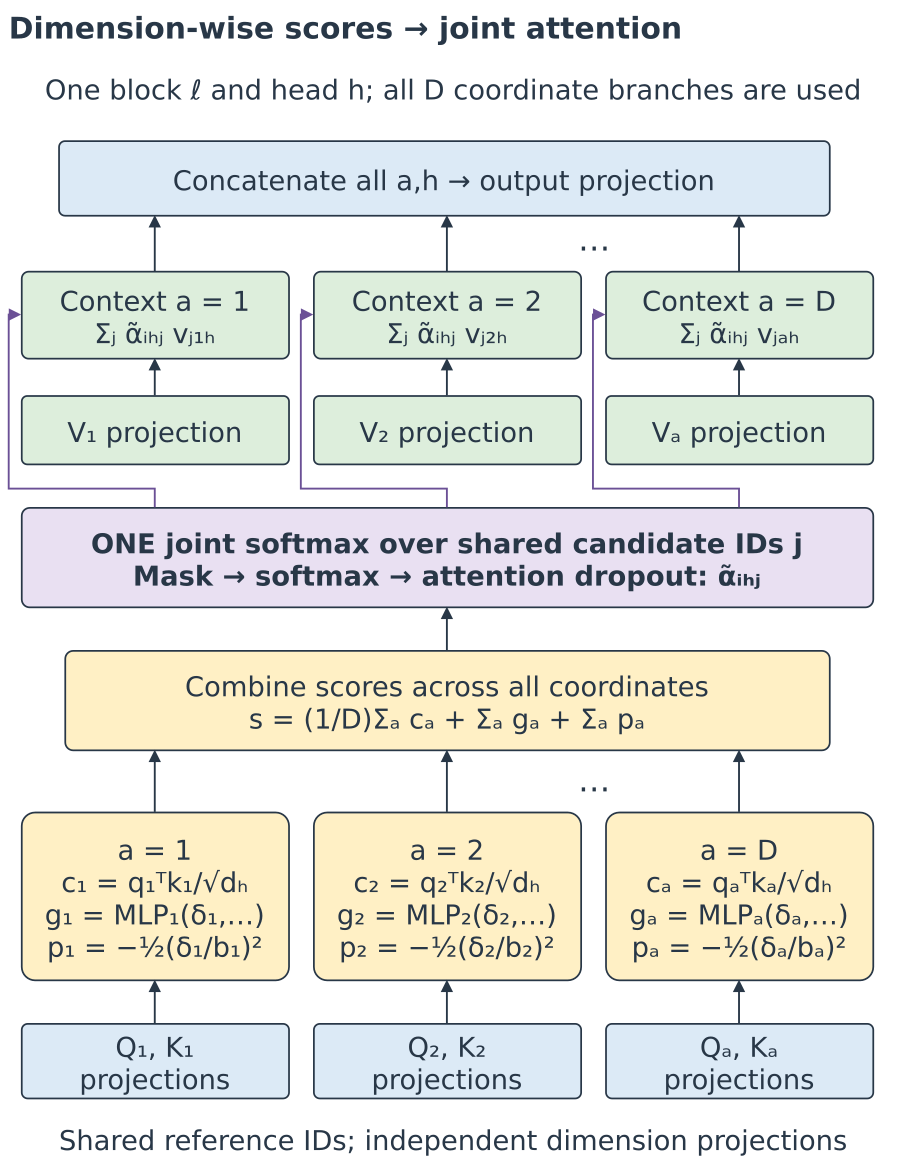 Dimension-wise scores → joint attention
One block ℓ and head h; all D coordinate branches are used
Concatenate all a,h → output projection
…
Context a = 1
Σⱼ α̃ᵢₕⱼ vⱼ₁ₕ
Context a = 2
Σⱼ α̃ᵢₕⱼ vⱼ₂ₕ
Context a = D
Σⱼ α̃ᵢₕⱼ vⱼₐₕ
V₁ projection
V₂ projection
Vₐ projection
ONE joint softmax over shared candidate IDs j
Mask → softmax → attention dropout: α̃ᵢₕⱼ
Combine scores across all coordinates
s = (1/D)Σₐ cₐ + Σₐ gₐ + Σₐ pₐ
…
a = 1
c₁ = q₁ᵀk₁/√dₕ
g₁ = MLP₁(δ₁,…)
p₁ = −½(δ₁/b₁)²
a = 2
c₂ = q₂ᵀk₂/√dₕ
g₂ = MLP₂(δ₂,…)
p₂ = −½(δ₂/b₂)²
a = D
cₐ = qₐᵀkₐ/√dₕ
gₐ = MLPₐ(δₐ,…)
pₐ = −½(δₐ/bₐ)²
Q₁, K₁
projections
Q₂, K₂
projections
Qₐ, Kₐ
projections
Shared reference IDs; independent dimension projections